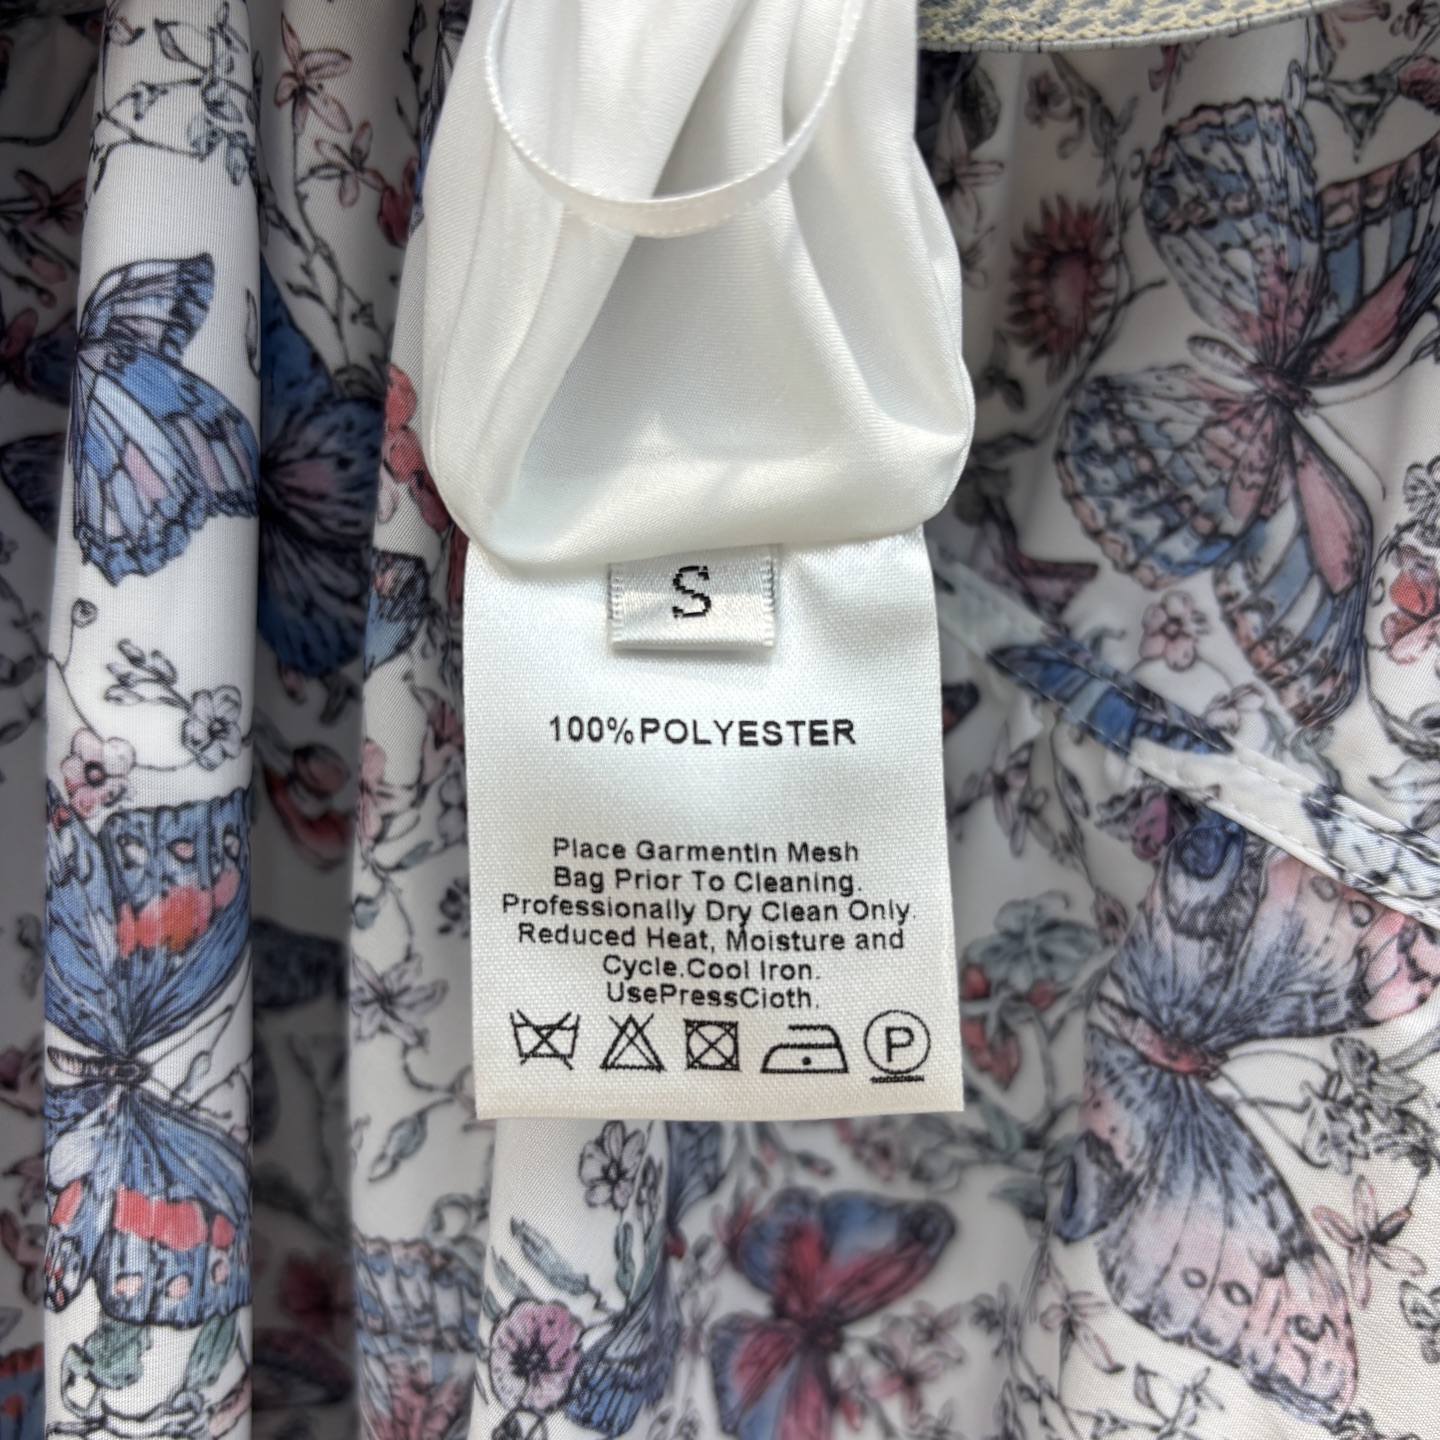 S
100%POLYESTER
Place GarmentIn Mesh
Bag Prior To Cleaning.
Professionally Dry Clean Only.
Reduced Heat, Moisture and
Cycle.Cool Iron.
UsePressCloth.
P